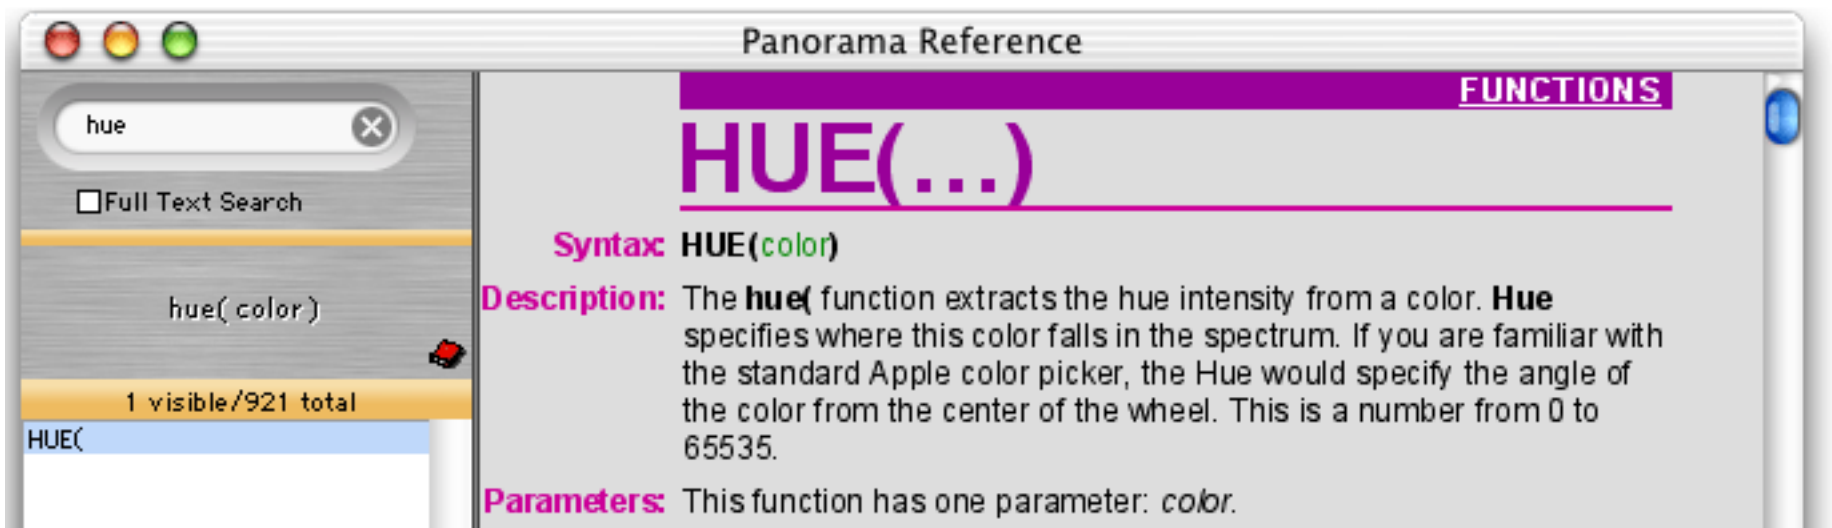 Panorama Reference
hue
Full Text Search
hue( color )
1 visible/921 total
HUE(
FUNCTIONS
HUE(...)
Syntax: HUE(color)
Description: The hue( function extracts the hue intensity from a color. Hue
specifies where this color falls in the spectrum. If you are familiar with
the standard Apple color picker, the Hue would specify the angle of
the color from the center of the wheel. This is a number from 0 to
65535.
Parameters: This function has one parameter: color.